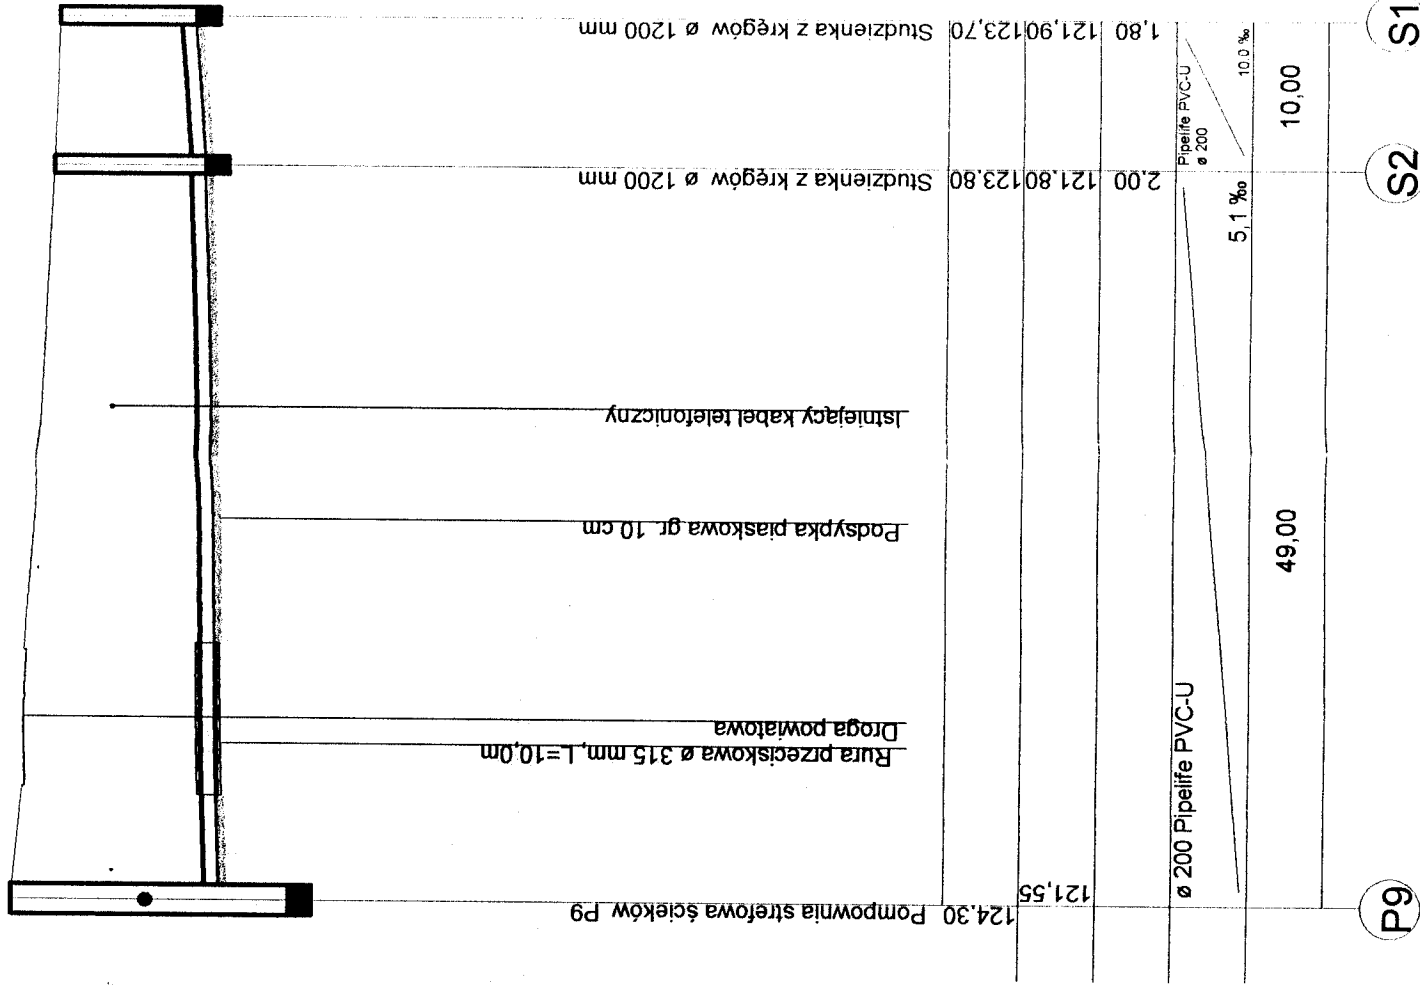 Studzienka z kręgów ø 1200 mm
123,70
121,90
1,80
Pipelife PVC-U
ø 200
10.0 ‰
10,00
S1
Studzienka z kręgów ø 1200 mm
123,80
121,80
2,00
5,1 ‰
S2
Istniejący kabel telefoniczny
Podsypka piaskowa gr. 10 cm
49,00
Droga powiatowa
Rura przeciskowa ø 315 mm, L=10,0m
ø 200 Pipelife PVC-U
Pompownia strefowa ścieków P9
124.30
121,55
P9